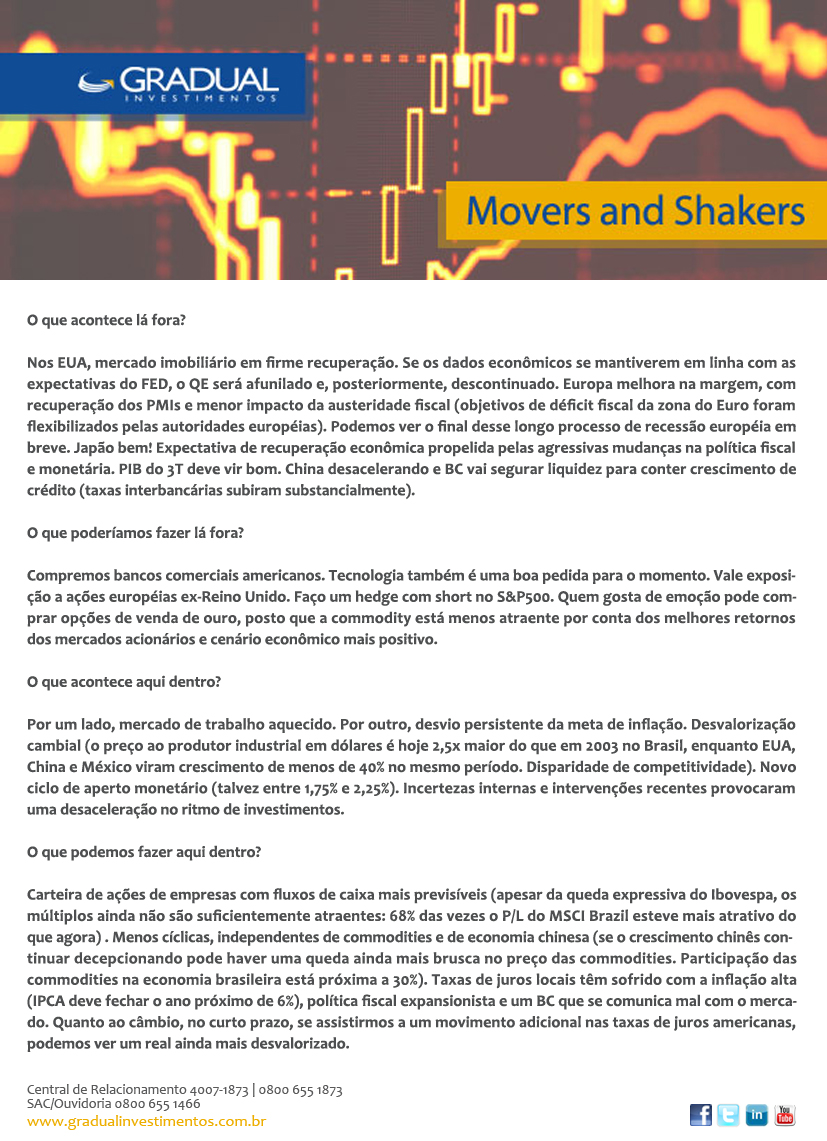 GRADUAL
INVESTIMENTOS
Movers and Shakers
O que acontece lá fora?
Nos EUA, mercado imobiliário em firme recuperação. Se os dados econômicos se mantiverem em linha com as
expectativas do FED, o QE será afunilado e, posteriormente, descontinuado. Europa melhora na margem, com
recuperação dos PMIs e menor impacto da austeridade fiscal (objetivos de déficit fiscal da zona do Euro foram
flexibilizados pelas autoridades européias). Podemos ver o final desse longo processo de recessão européia em
breve. Japão bem! Expectativa de recuperação econômica propelida pelas agressivas mudanças na política fiscal
e monetária. PIB do 3T deve vir bom. China desacelerando e BC vai segurar liquidez para conter crescimento de
crédito (taxas interbancárias subiram substancialmente).
O que poderíamos fazer lá fora?
Compremos bancos comerciais americanos. Tecnologia também é uma boa pedida para o momento. Vale exposi-
ção a ações européias ex-Reino Unido. Faço um hedge com short no S&P500. Quem gosta de emoção pode com-
prar opções de venda de ouro, posto que a commodity está menos atraente por conta dos melhores retornos
dos mercados acionários e cenário econômico mais positivo.
O que acontece aqui dentro?
Por um lado, mercado de trabalho aquecido. Por outro, desvio persistente da meta de inflação. Desvalorização
cambial (o preço ao produtor industrial em dólares é hoje 2,5x maior do que em 2003 no Brasil, enquanto EUA,
China e México viram crescimento de menos de 40% no mesmo período. Disparidade de competitividade). Novo
ciclo de aperto monetário (talvez entre 1,75% e 2,25%). Incertezas internas e intervenções recentes provocaram
uma desaceleração no ritmo de investimentos.
O que podemos fazer aqui dentro?
Carteira de ações de empresas com fluxos de caixa mais previsíveis (apesar da queda expressiva do Ibovespa, os
múltiplos ainda não são suficientemente atraentes: 68% das vezes o P/L do MSCI Brazil esteve mais atrativo do
que agora) . Menos cíclicas, independentes de commodities e de economia chinesa (se o crescimento chinês con-
tinuar decepcionando pode haver uma queda ainda mais brusca no preço das commodities. Participação das
commodities na economia brasileira está próxima a 30%). Taxas de juros locais têm sofrido com a inflação alta
(IPCA deve fechar o ano próximo de 6%), política fiscal expansionista e um BC que se comunica mal com o merca-
do. Quanto ao câmbio, no curto prazo, se assistirmos a um movimento adicional nas taxas de juros americanas,
podemos ver um real ainda mais desvalorizado.
Central de Relacionamento 4007-1873 | 0800 655 1873
SAC/Ouvidoria 0800 655 1466
www.gradualinvestimentos.com.br
f t in You Tube